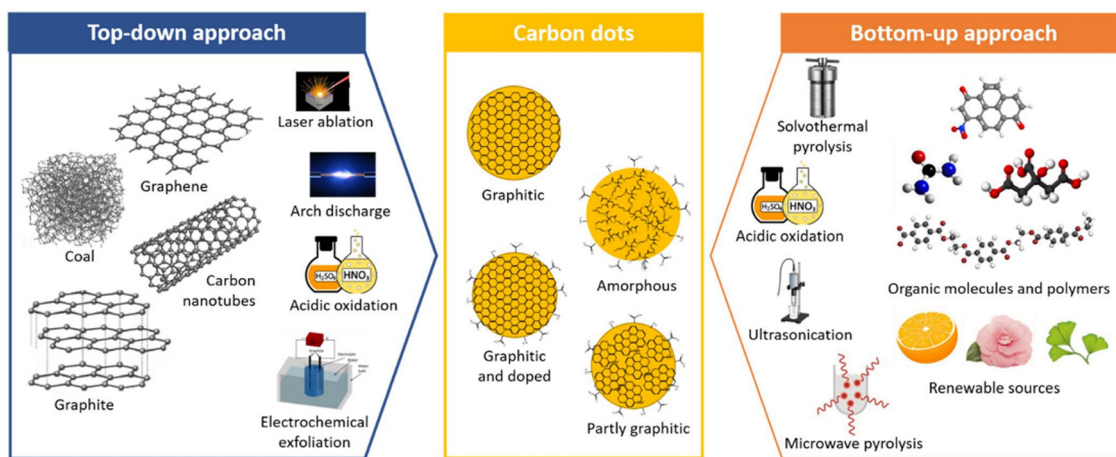 Top-down approach
Graphene
Coal
Carbon
nanotubes
Graphite
Laser ablation
Arch discharge
H₂SO₄
HNO₃
Acidic oxidation
Electrochemical
exfoliation
Carbon dots
Graphitic
Amorphous
Graphitic
and doped
Partly graphitic
Bottom-up approach
Solvothermal
pyrolysis
H₂SO₄
HNO₃
Acidic oxidation
Ultrasonication
Microwave pyrolysis
Organic molecules and polymers
Renewable sources